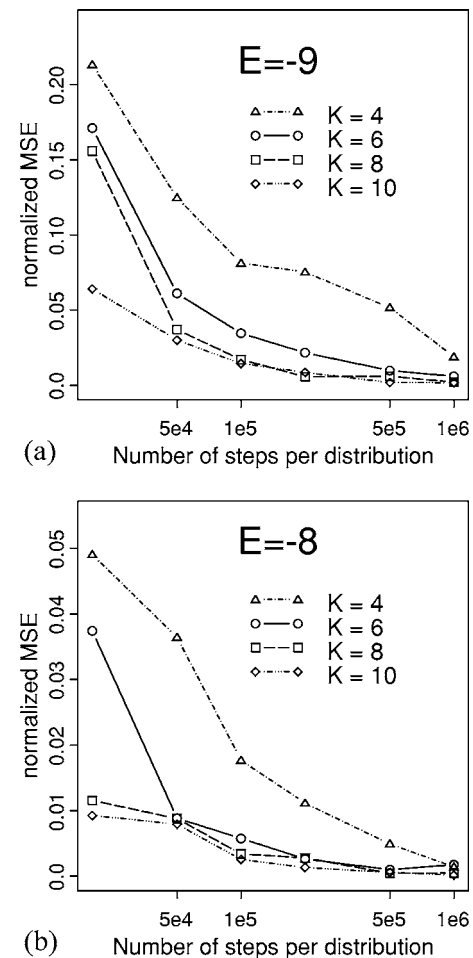 E=-9
K = 4
K = 6
K = 8
K = 10
normalized MSE
0.20
0.15
0.10
0.05
0.0
5e4 1e5 5e5 1e6
Number of steps per distribution
(a)
E=-8
K = 4
K = 6
K = 8
K = 10
normalized MSE
0.05
0.04
0.03
0.02
0.01
0.0
5e4 1e5 5e5 1e6
Number of steps per distribution
(b)